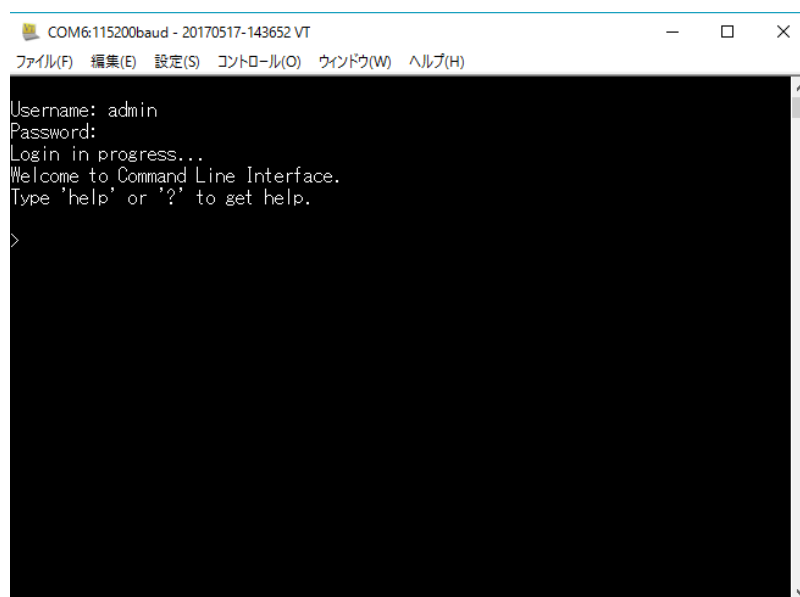 COM6:115200baud - 20170517-143652 VT
ファイル(F) 編集(E) 設定(S) コントロール(O) ウィンドウ(W) ヘルプ(H)
Username: admin
Password:
Login in progress...
Welcome to Command Line Interface.
Type 'help' or '?' to get help.
>